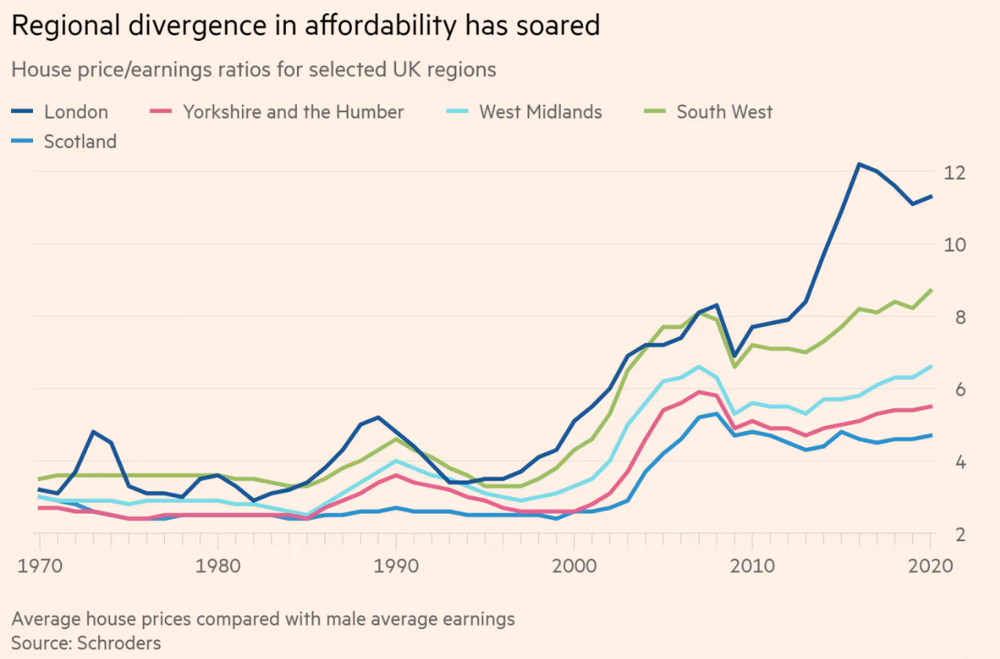 Regional divergence in affordability has soared
House price/earnings ratios for selected UK regions
London Yorkshire and the Humber West Midlands South West
Scotland
12
10
8
6
4
2
1970 1980 1990 2000 2010 2020
Average house prices compared with male average earnings
Source: Schroders